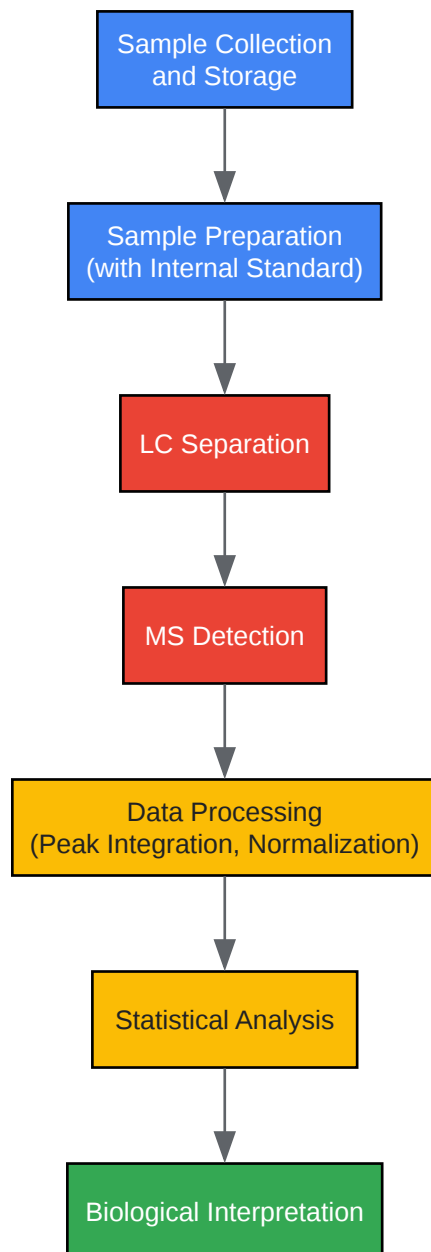 Sample Collection
and Storage
Sample Preparation
(with Internal Standard)
LC Separation
MS Detection
Data Processing
(Peak Integration, Normalization)
Statistical Analysis
Biological Interpretation